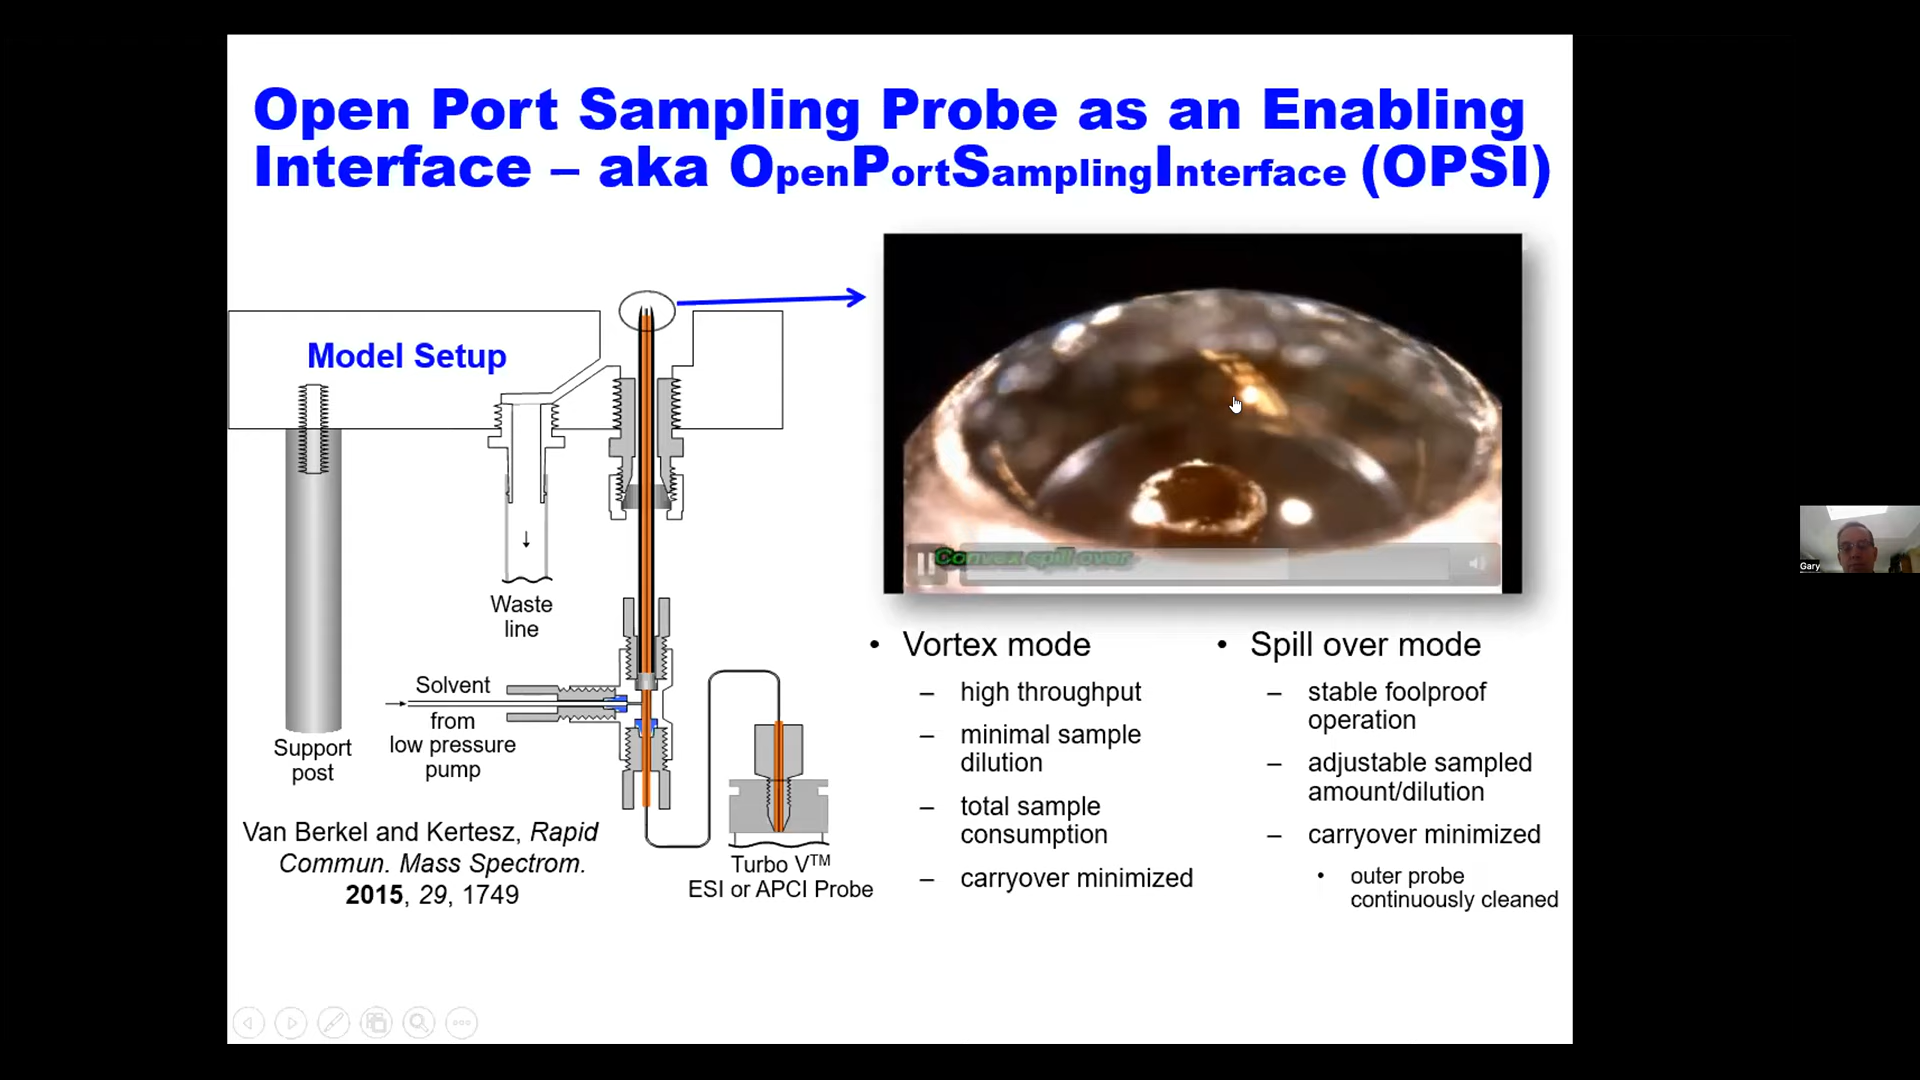 Open Port Sampling Probe as an Enabling
Interface – aka OpenPortSamplingInterface (OPSI)
Model Setup
Convex spill over
Waste
line
Solvent
from
low pressure
pump
Support
post
Turbo V™
ESI or APCI Probe
Van Berkel and Kertesz, Rapid
Commun. Mass Spectrom.
2015, 29, 1749
• Vortex mode
– high throughput
– minimal sample
dilution
– total sample
consumption
– carryover minimized
• Spill over mode
– stable foolproof
operation
– adjustable sampled
amount/dilution
– carryover minimized
• outer probe
continuously cleaned
Gary